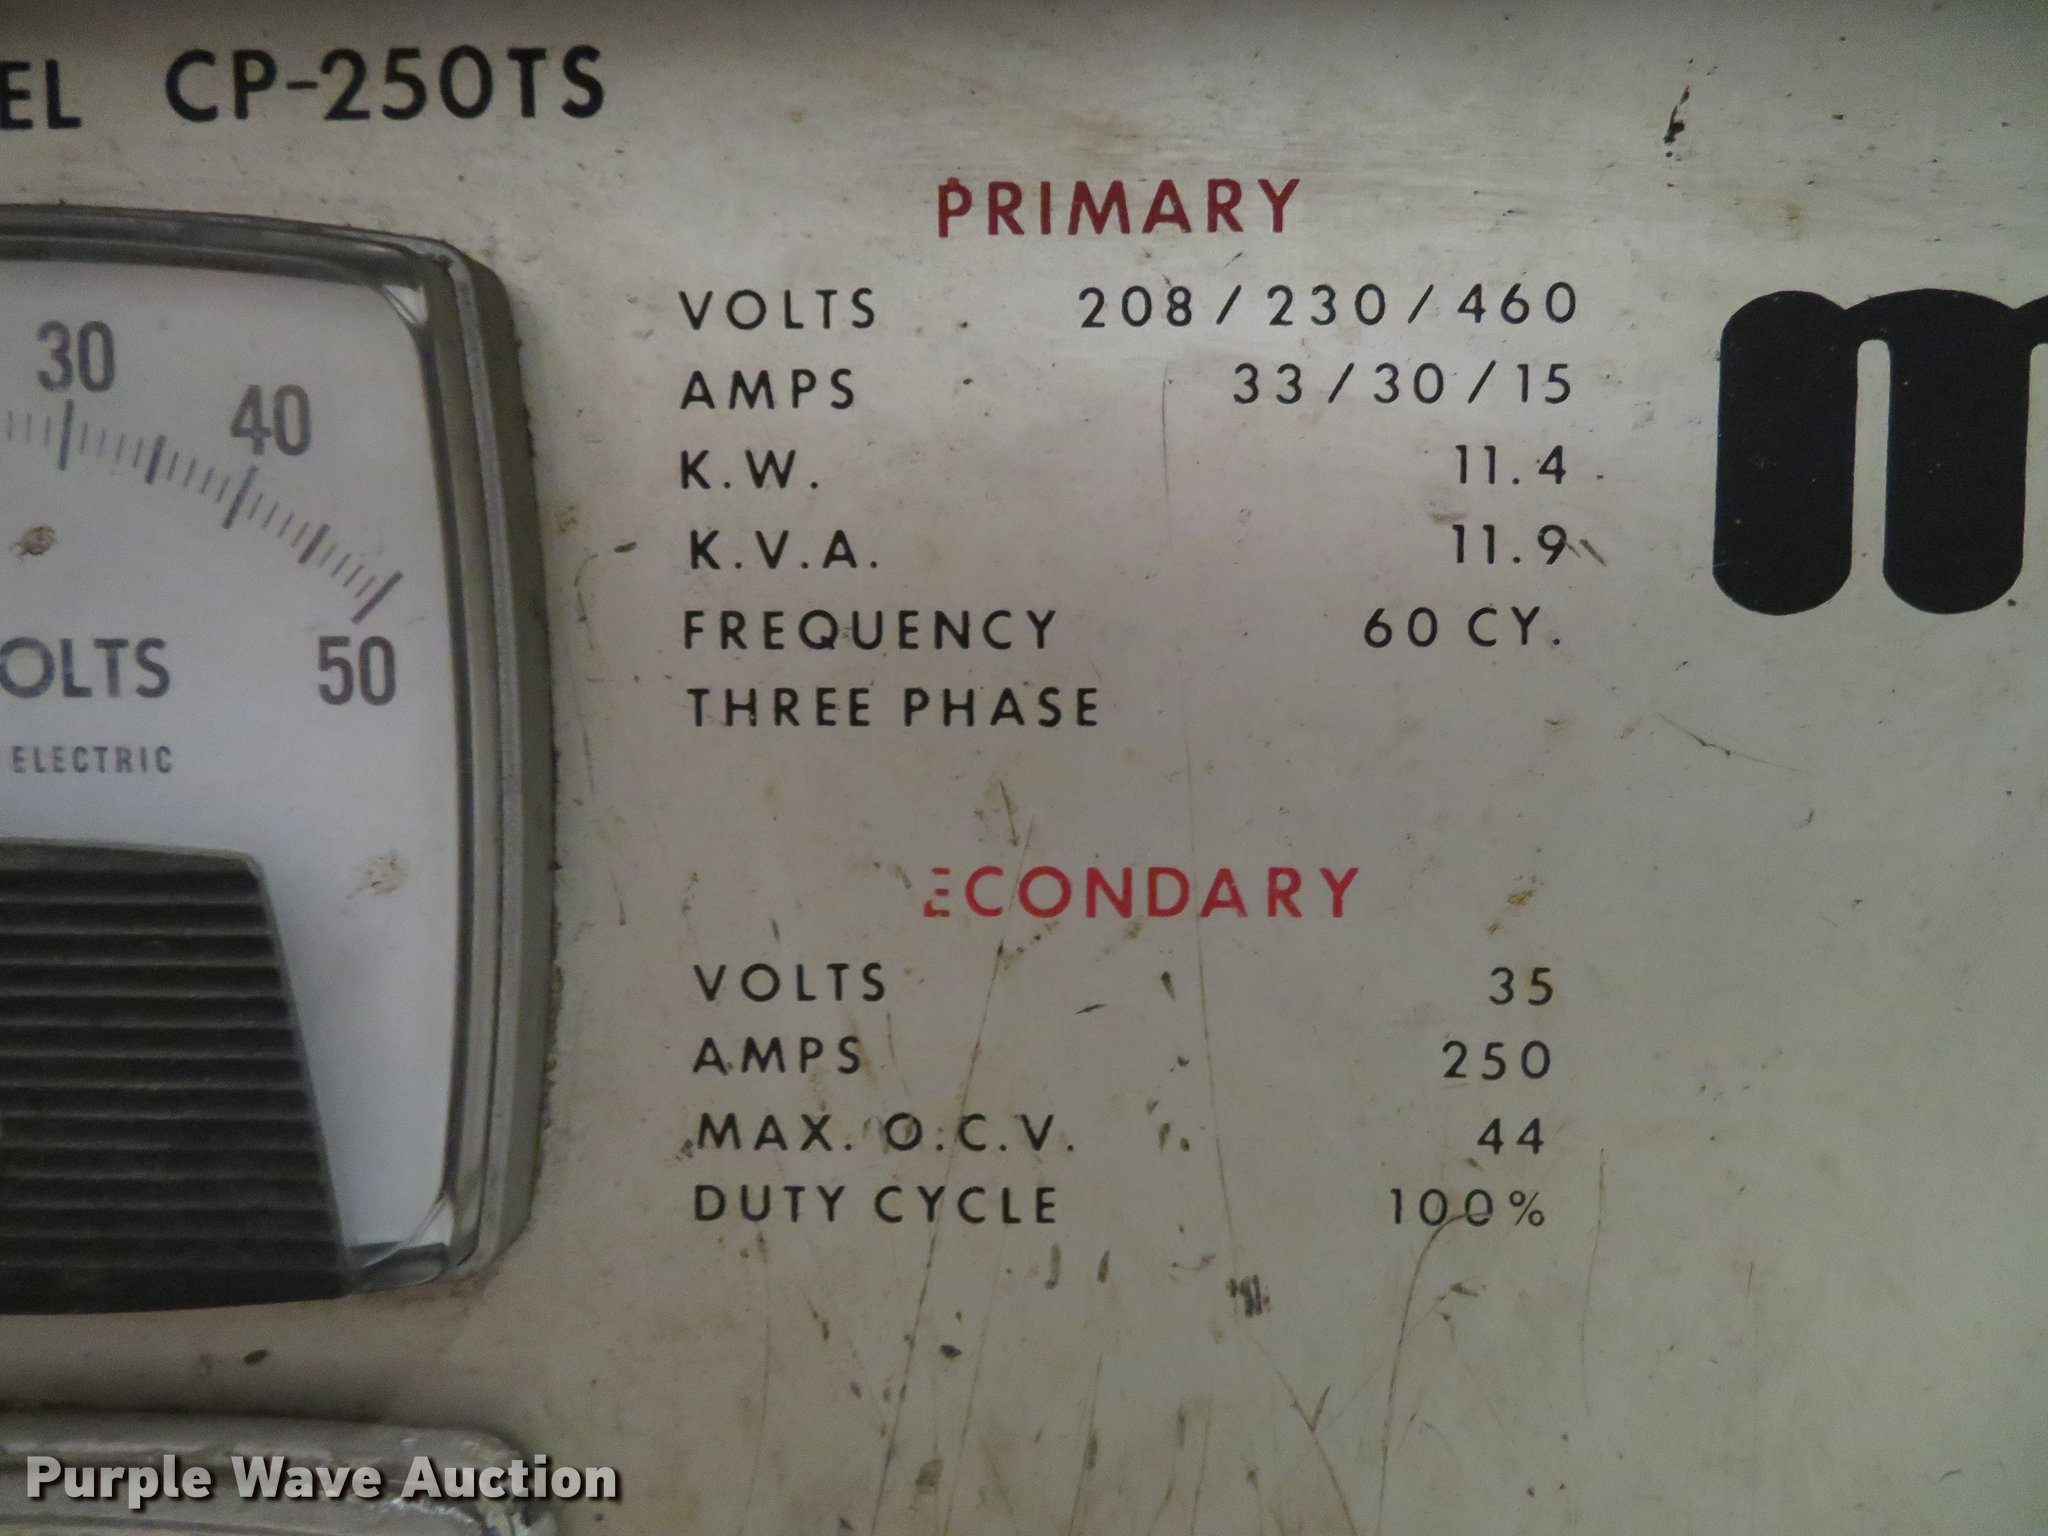 EL CP-250TS
PRIMARY
VOLTS 208/230/460
AMPS 33/30/15
K.W. 11.4
K.V.A. 11.9
FREQUENCY 60 CY.
THREE PHASE
ECONDARY
VOLTS 35
AMPS 250
MAX. O.C.V. 44
DUTY CYCLE 100%
30
40
50
OLTS
ELECTRIC
m
Purple Wave Auction